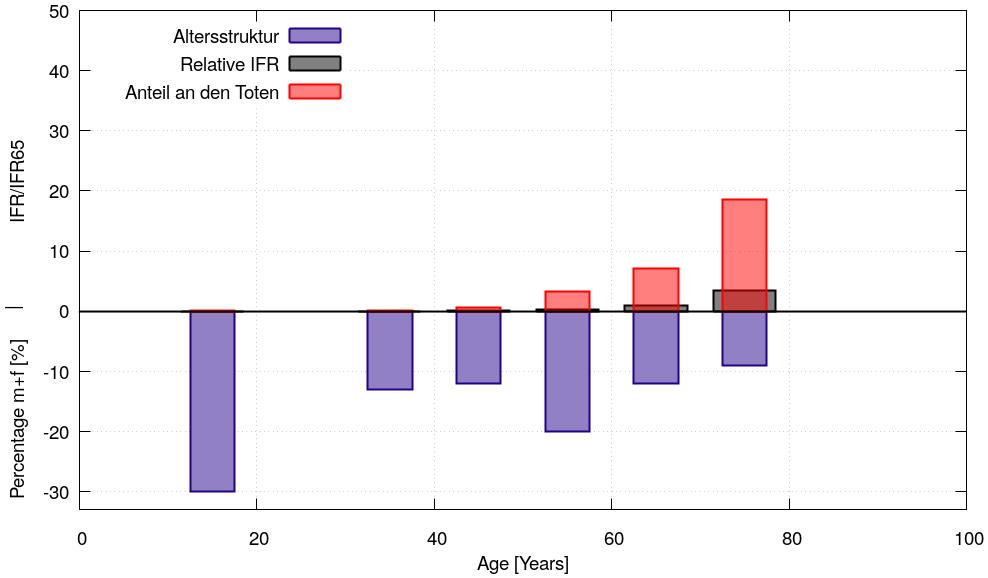 50
40
30
20
10
0
-10
-20
-30
Altersstruktur
Relative IFR
Anteil an den Toten
Percentage m+f [%] | IFR/IFR65
0 20 40 60 80 100
Age [Years]